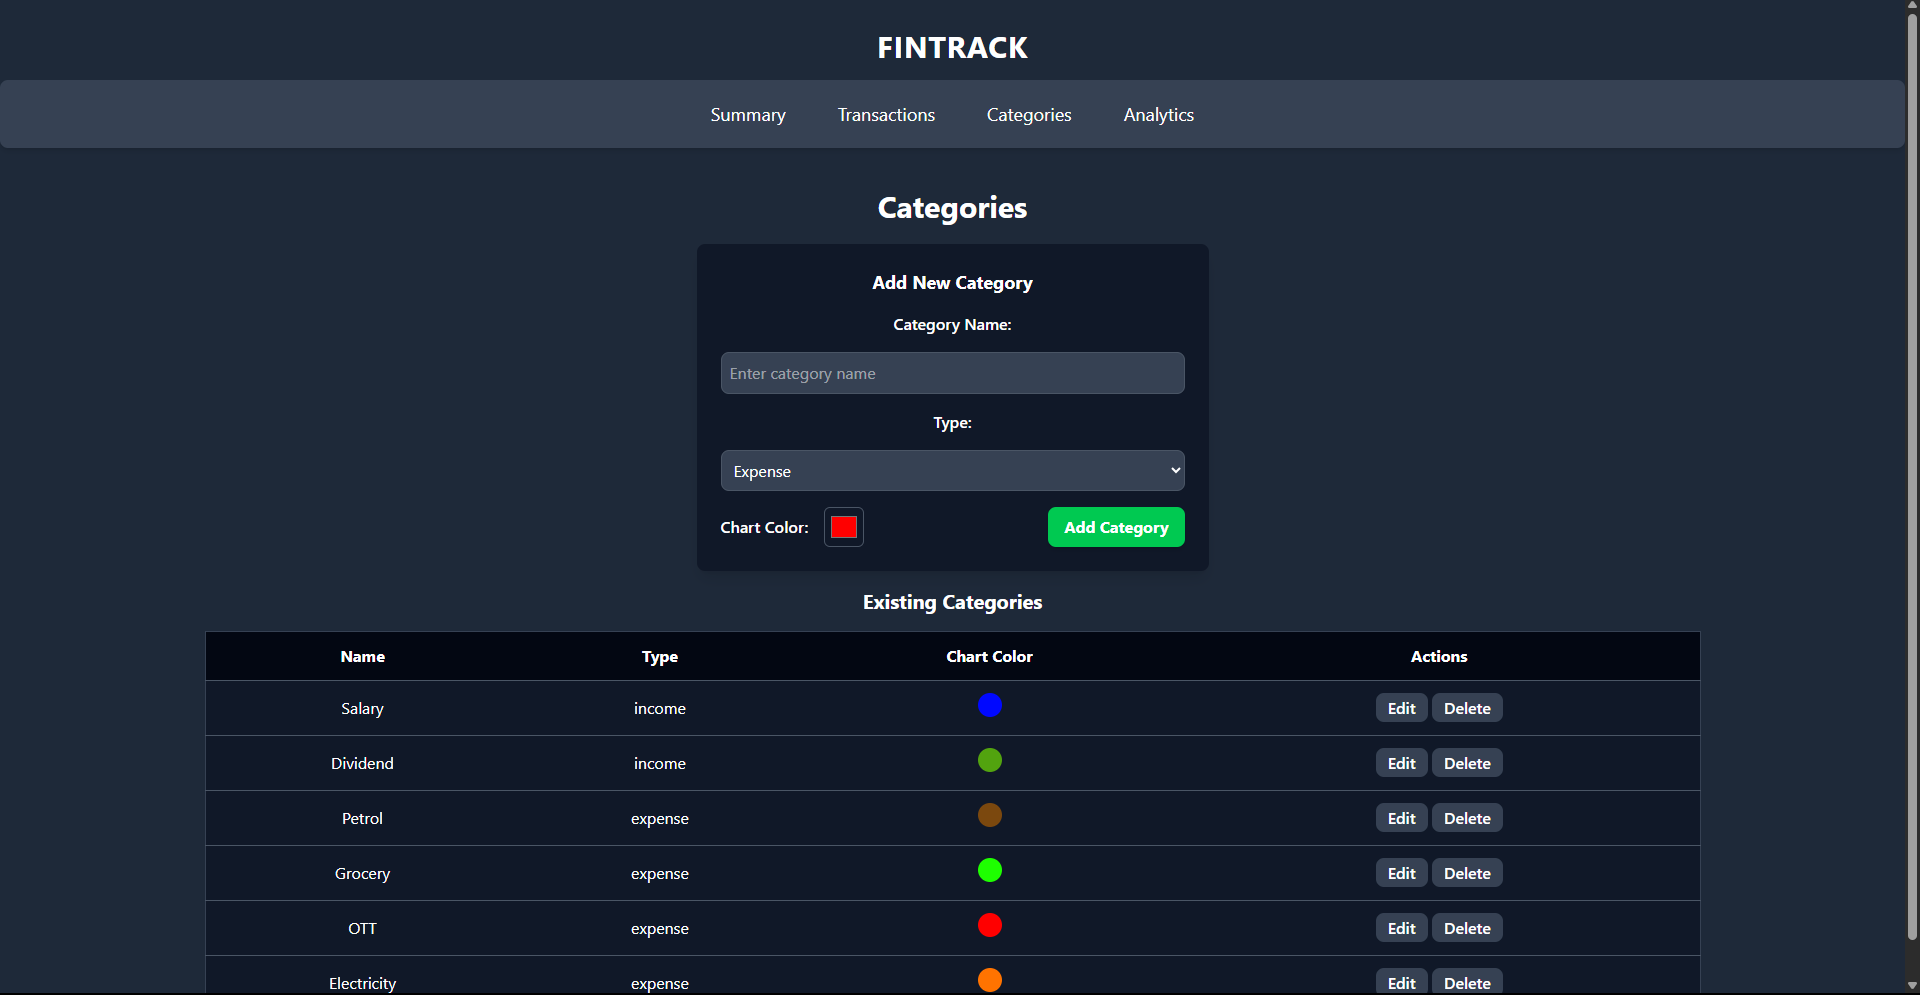 FINTRACK
Summary Transactions Categories Analytics
Categories
Add New Category
Category Name:
Enter category name
Type:
Expense
Chart Color: Add Category
Existing Categories
Name Type Chart Color Actions
Salary income Edit Delete
Dividend income Edit Delete
Petrol expense Edit Delete
Grocery expense Edit Delete
OTT expense Edit Delete
Electricity expense Edit Delete